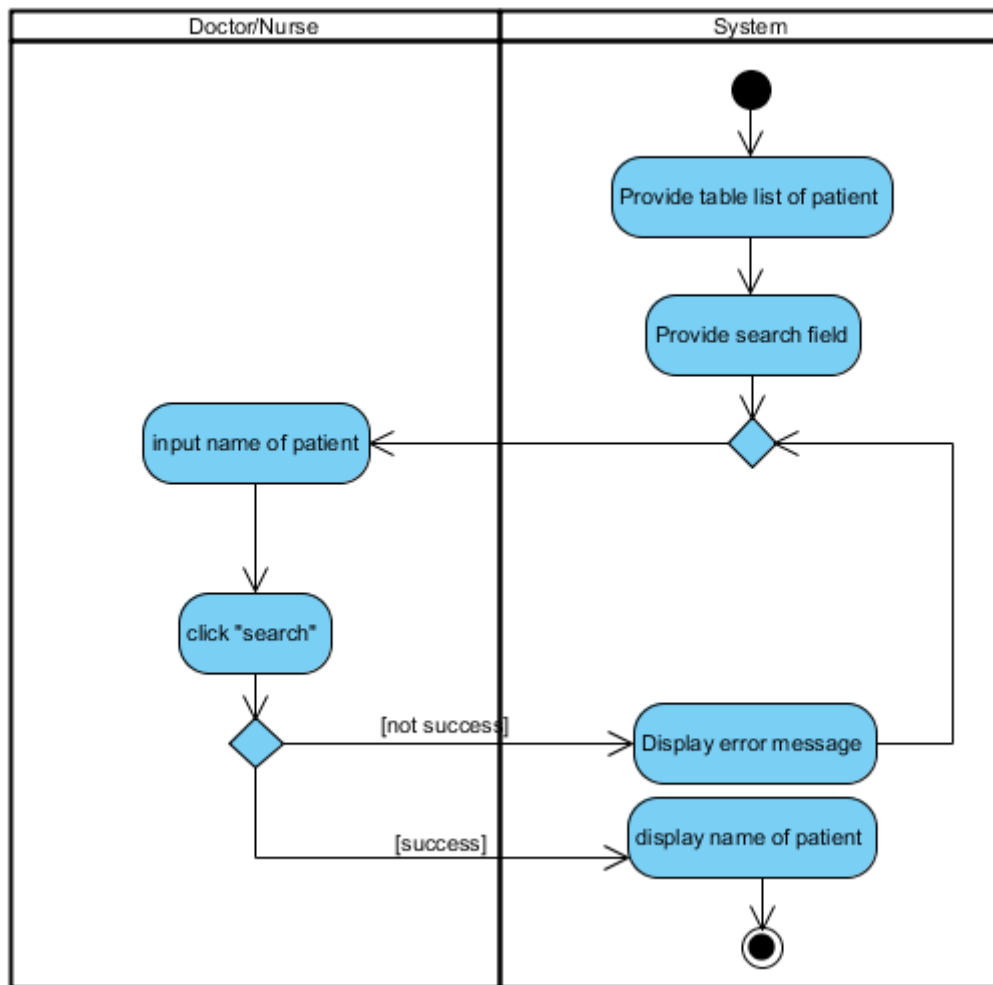 Doctor/Nurse
System
Provide table list of patient
Provide search field
input name of patient
click "search"
[not success]
Display error message
[success]
display name of patient